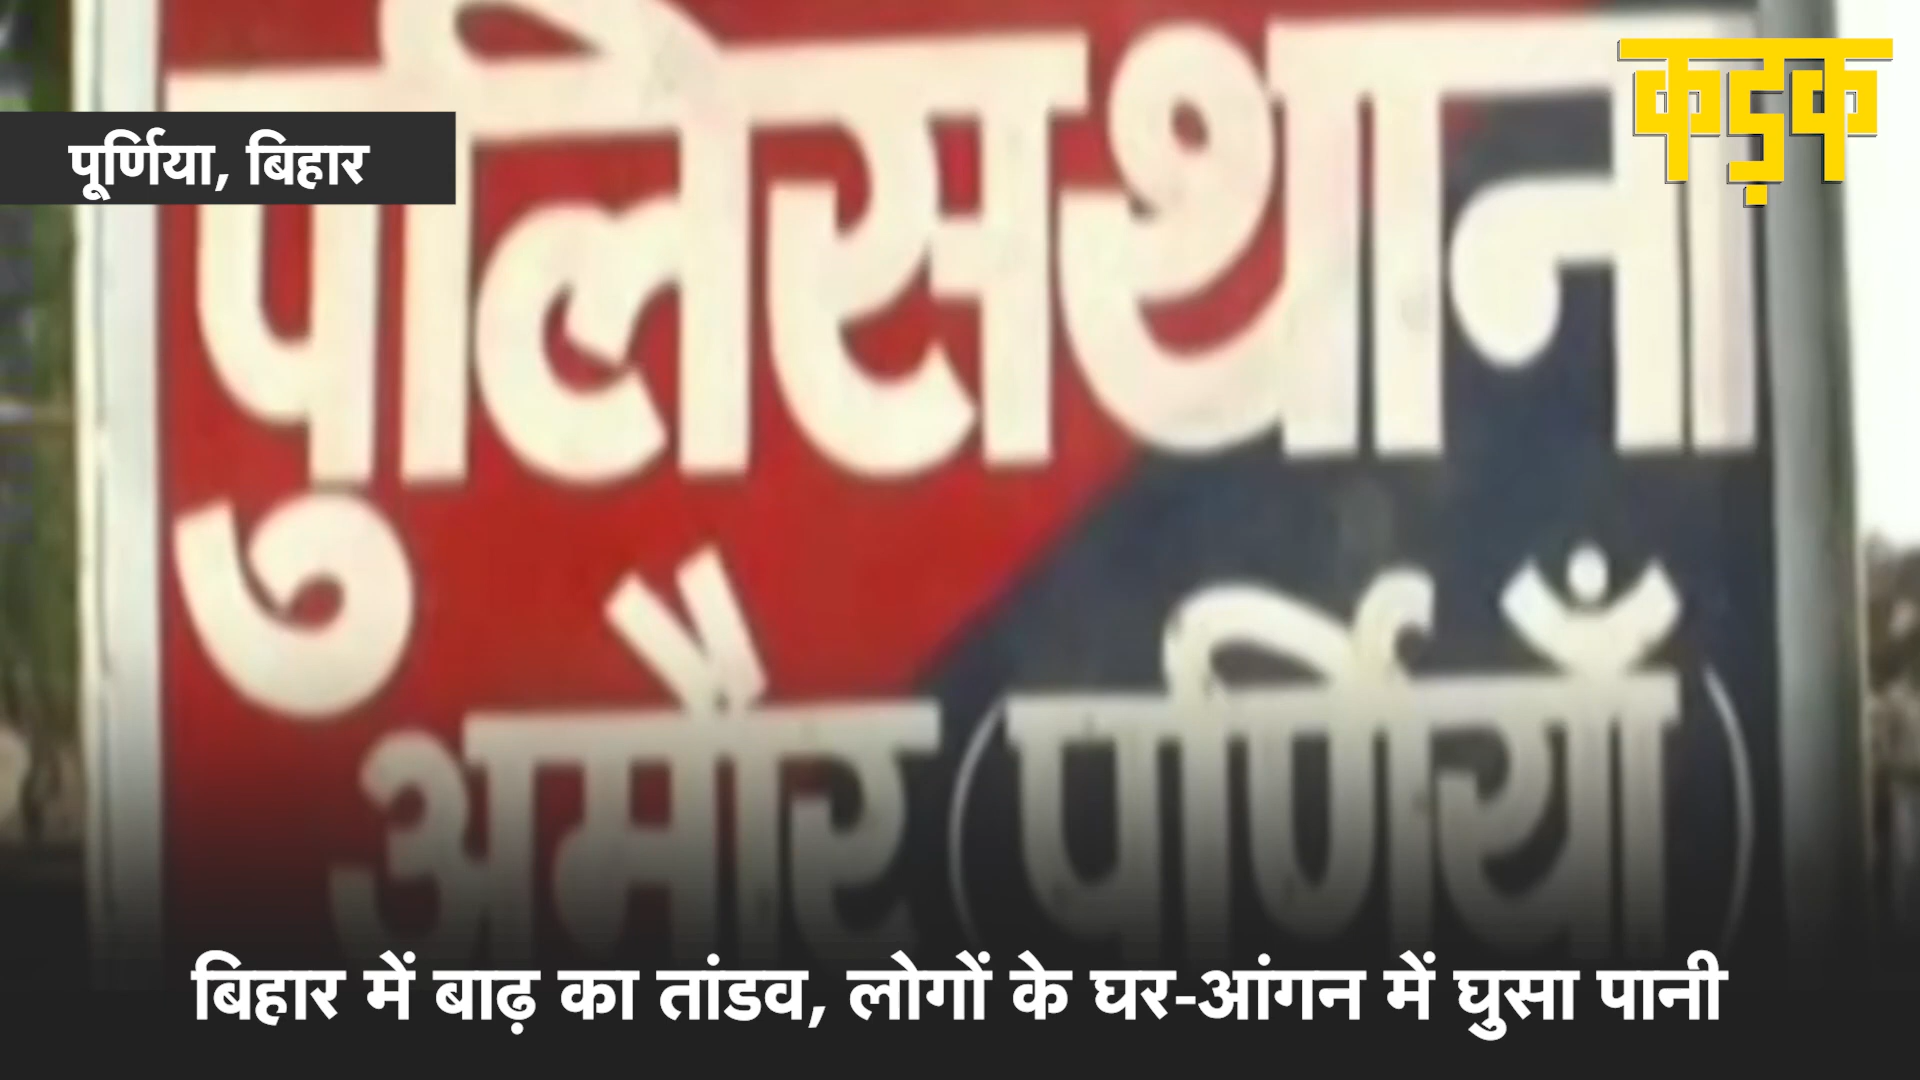 पुलिस थाना
कड़क
पूर्णिया, बिहार
अमौर (पुर्णियाँ)
बिहार में बाढ़ का तांडव, लोगों के घर-आंगन में घुसा पानी